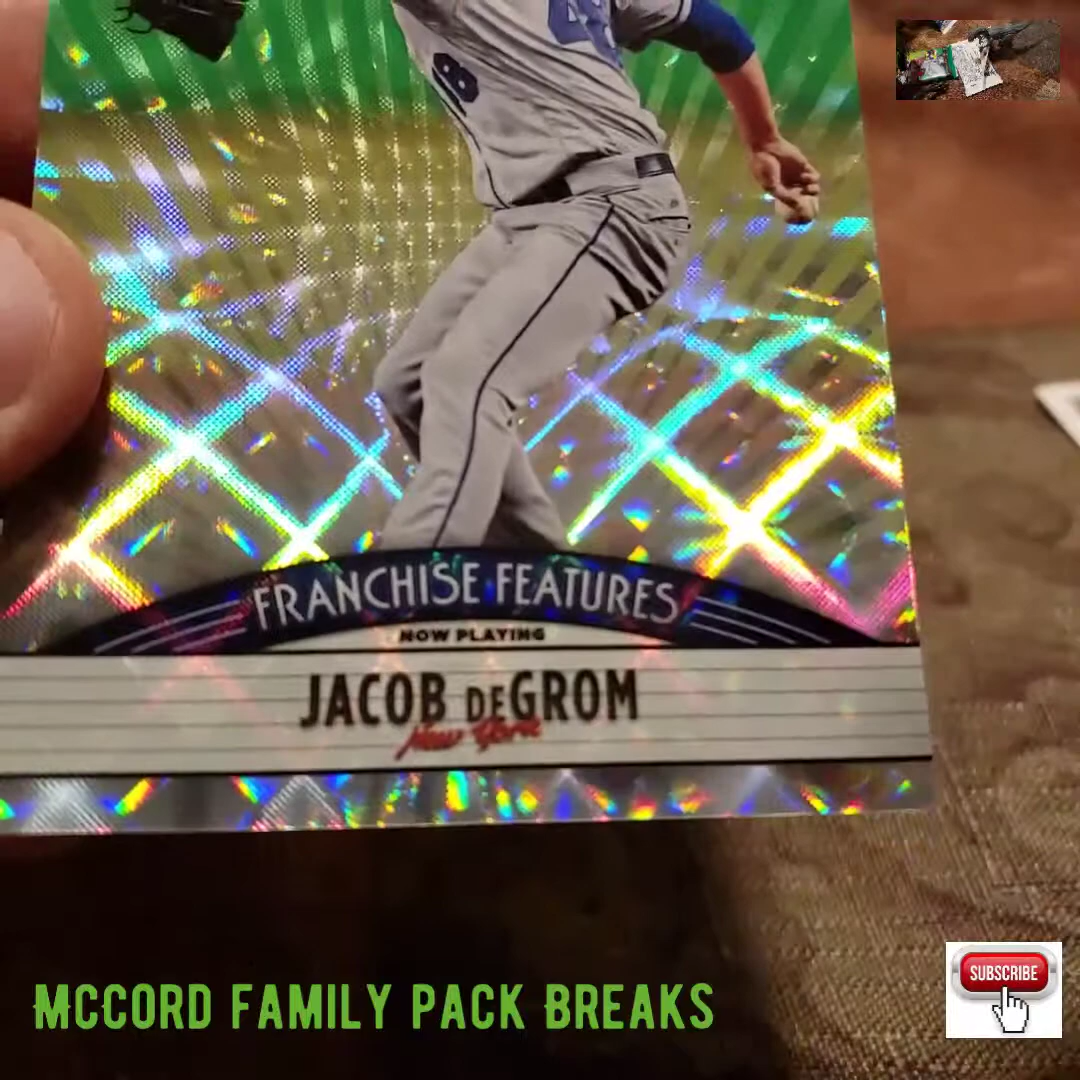 FRANCHISE FEATURES
NOW PLAYING
JACOB DEGROM
New York
MCCORD FAMILY PACK BREAKS
SUBSCRIBE